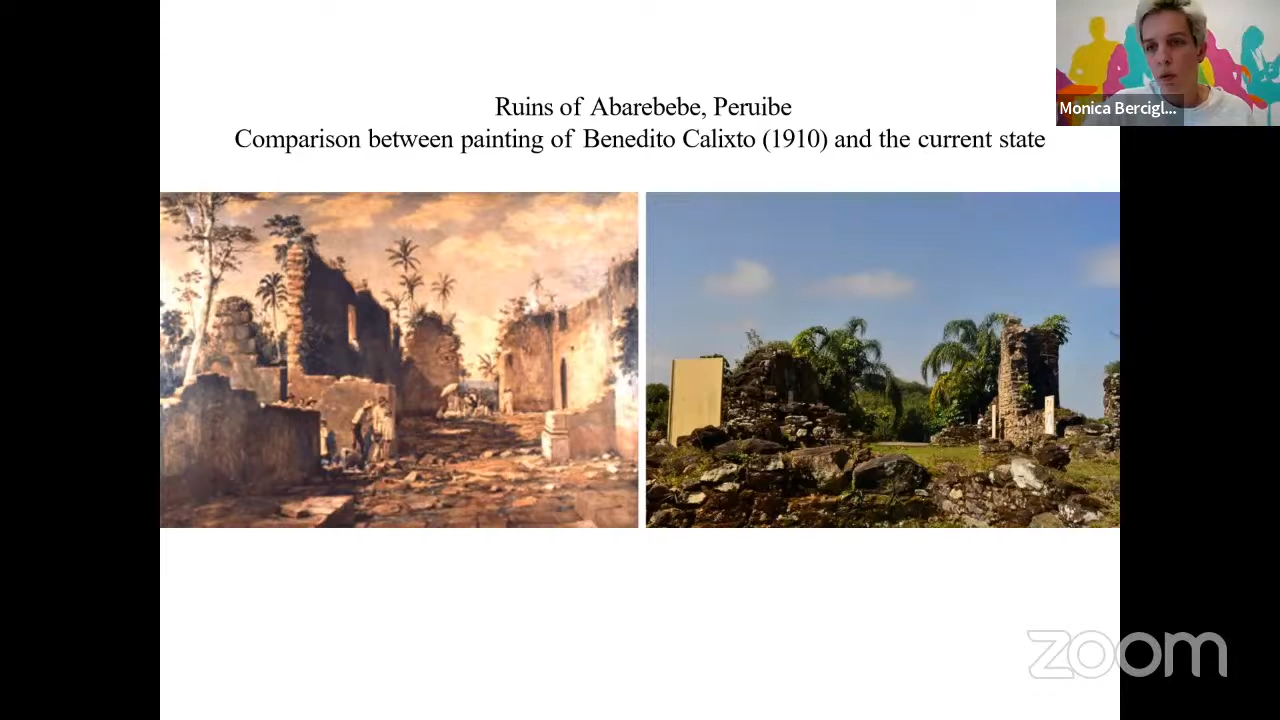 Ruins of Abarebebe, Peruibe
Comparison between painting of Benedito Calixto (1910) and the current state
Monica Bercigl...
zoom